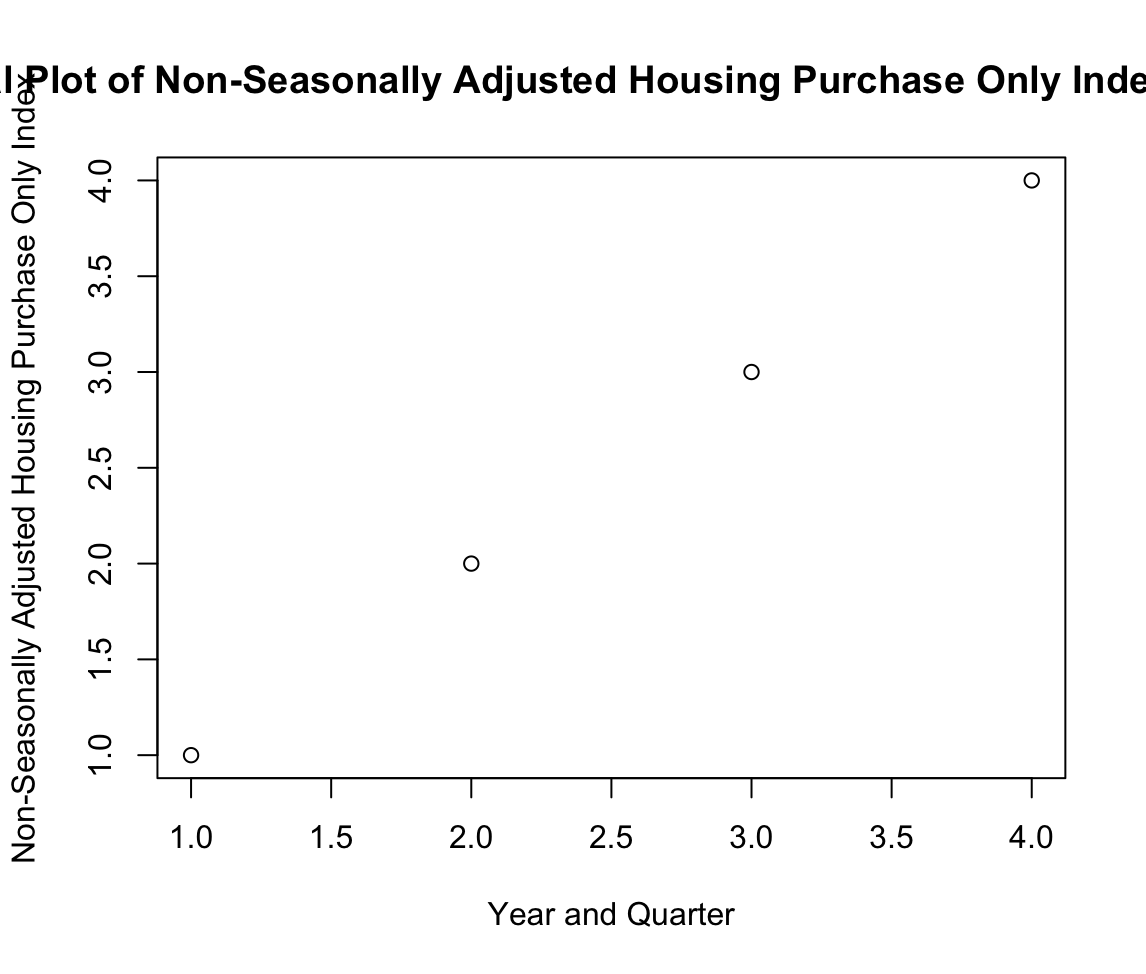 l Plot of Non-Seasonally Adjusted Housing Purchase Only Inde
Non-Seasonally Adjusted Housing Purchase Only Index
4.0
3.5
3.0
2.5
2.0
1.5
1.0
1.0 1.5 2.0 2.5 3.0 3.5 4.0
Year and Quarter